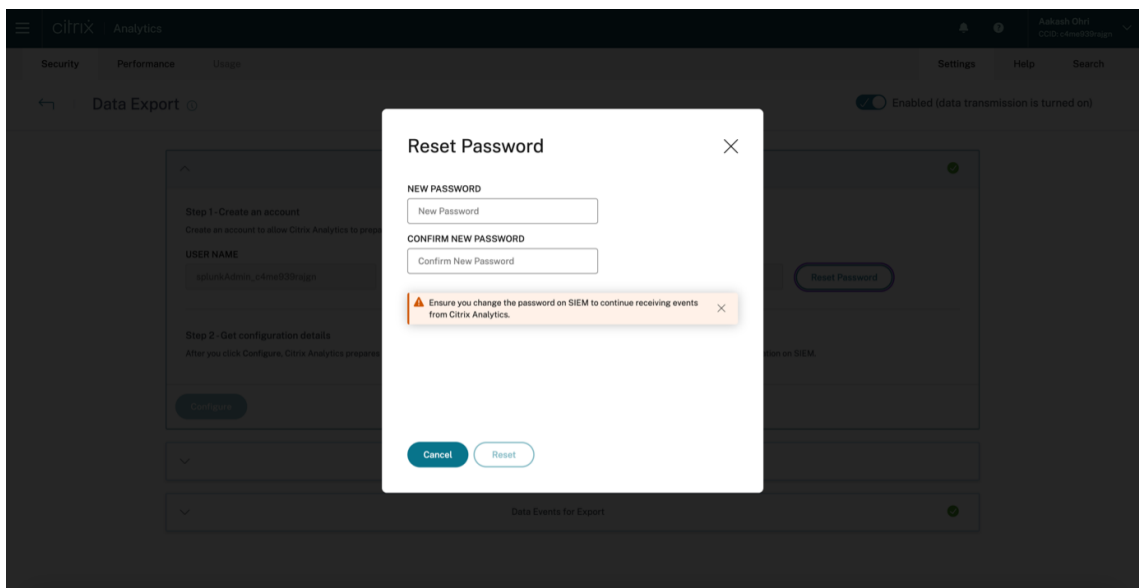 citrix Analytics
Aakash Ohri
Security Performance Usage Settings Help Search
Data Export Enabled (data transmission is turned on)
Reset Password
NEW PASSWORD
New Password
CONFIRM NEW PASSWORD
Confirm New Password
Ensure you change the password on SIEM to continue receiving events
from Citrix Analytics.
Cancel Reset
Step 1 - Create an account
Create an account to allow Citrix Analytics to prepa
USER NAME
Reset Password
Step 2 - Get configuration details
After you click Configure, Citrix Analytics prepares tion on SIEM.
Configure
Data Events for Export